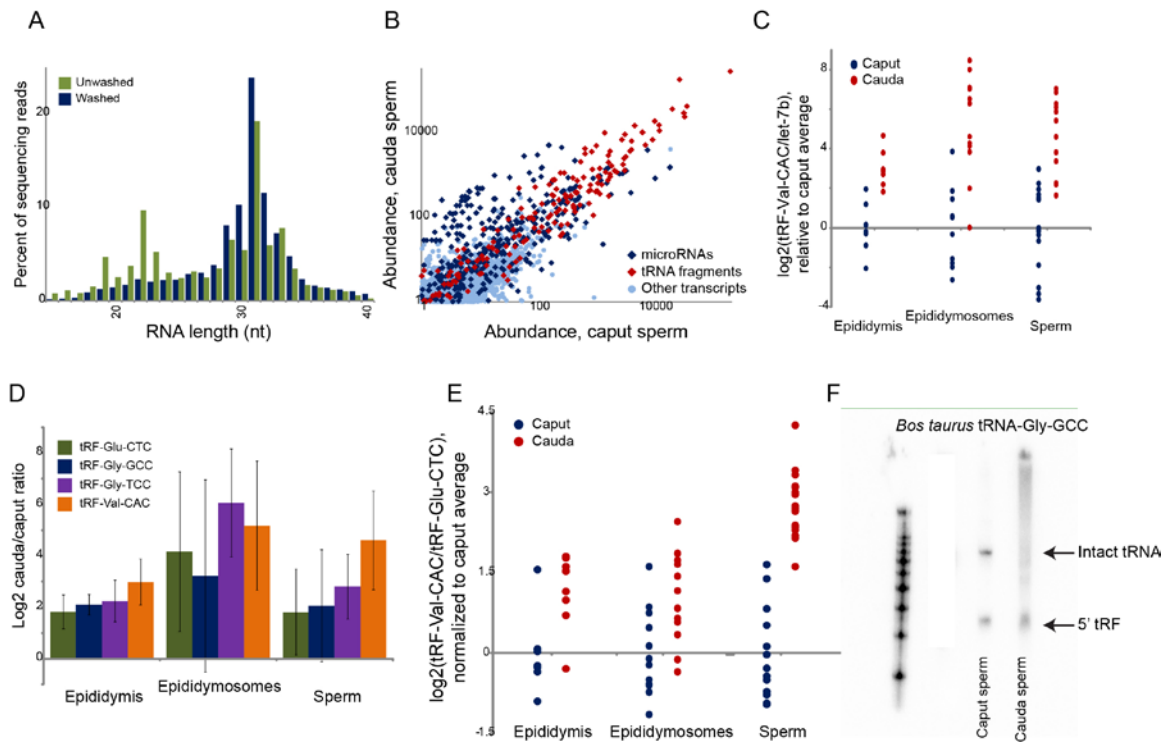 A
Unwashed
Washed
Percent of sequencing reads
20
10
0
20
30
40
RNA length (nt)
B
Abundance, cauda sperm
10000
100
1
1
100
10000
microRNAs
tRNA fragments
Other transcripts
Abundance, caput sperm
C
Caput
Cauda
log2(tRF-Val-CAC/let-7b),
relative to caput average
8
4
0
-4
Epididymis
Epididymosomes
Sperm
D
tRF-Glu-CTC
tRF-Gly-GCC
tRF-Gly-TCC
tRF-Val-CAC
Log2 cauda/caput ratio
8
6
4
2
0
Epididymis
Epididymosomes
Sperm
E
Caput
Cauda
log2(tRF-Val-CAC/tRF-Glu-CTC),
normalized to caput average
4.5
3
1.5
0
-1.5
Epididymis
Epididymosomes
Sperm
F
Bos taurus tRNA-Gly-GCC
Intact tRNA
5' tRF
Caput sperm
Cauda sperm